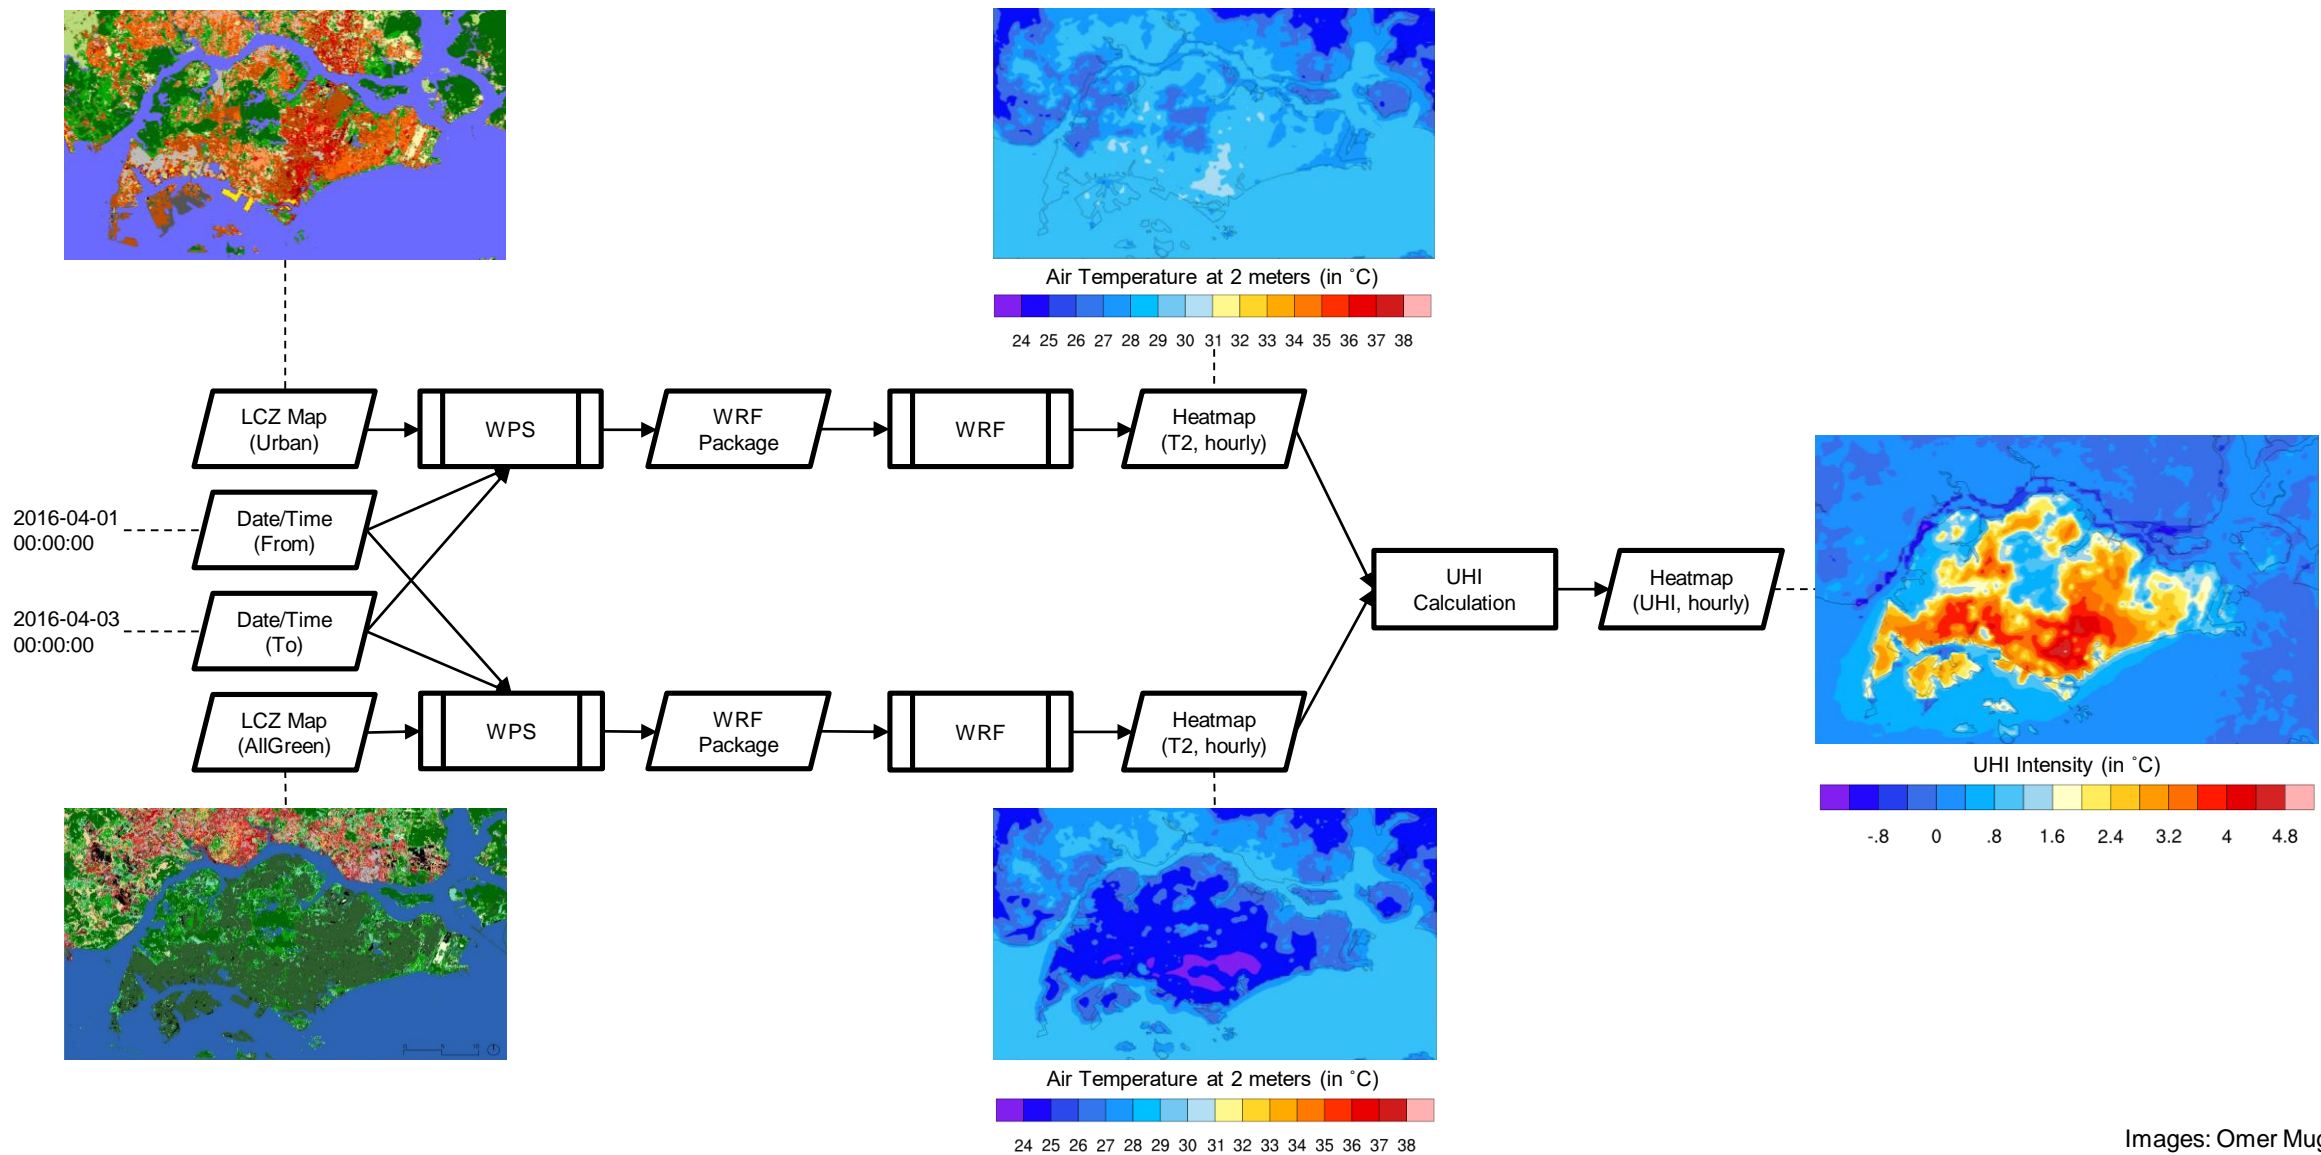 Air Temperature at 2 meters (in ˚C)
24 25 26 27 28 29 30 31 32 33 34 35 36 37 38
LCZ Map
(Urban)
WPS
WRF
Package
WRF
Heatmap
(T2, hourly)
2016-04-01
00:00:00
Date/Time
(From)
2016-04-03
00:00:00
Date/Time
(To)
UHI
Calculation
Heatmap
(UHI, hourly)
LCZ Map
(AllGreen)
WPS
WRF
Package
WRF
Heatmap
(T2, hourly)
UHI Intensity (in ˚C)
-.8 0 .8 1.6 2.4 3.2 4 4.8
Air Temperature at 2 meters (in ˚C)
24 25 26 27 28 29 30 31 32 33 34 35 36 37 38
Images: Omer